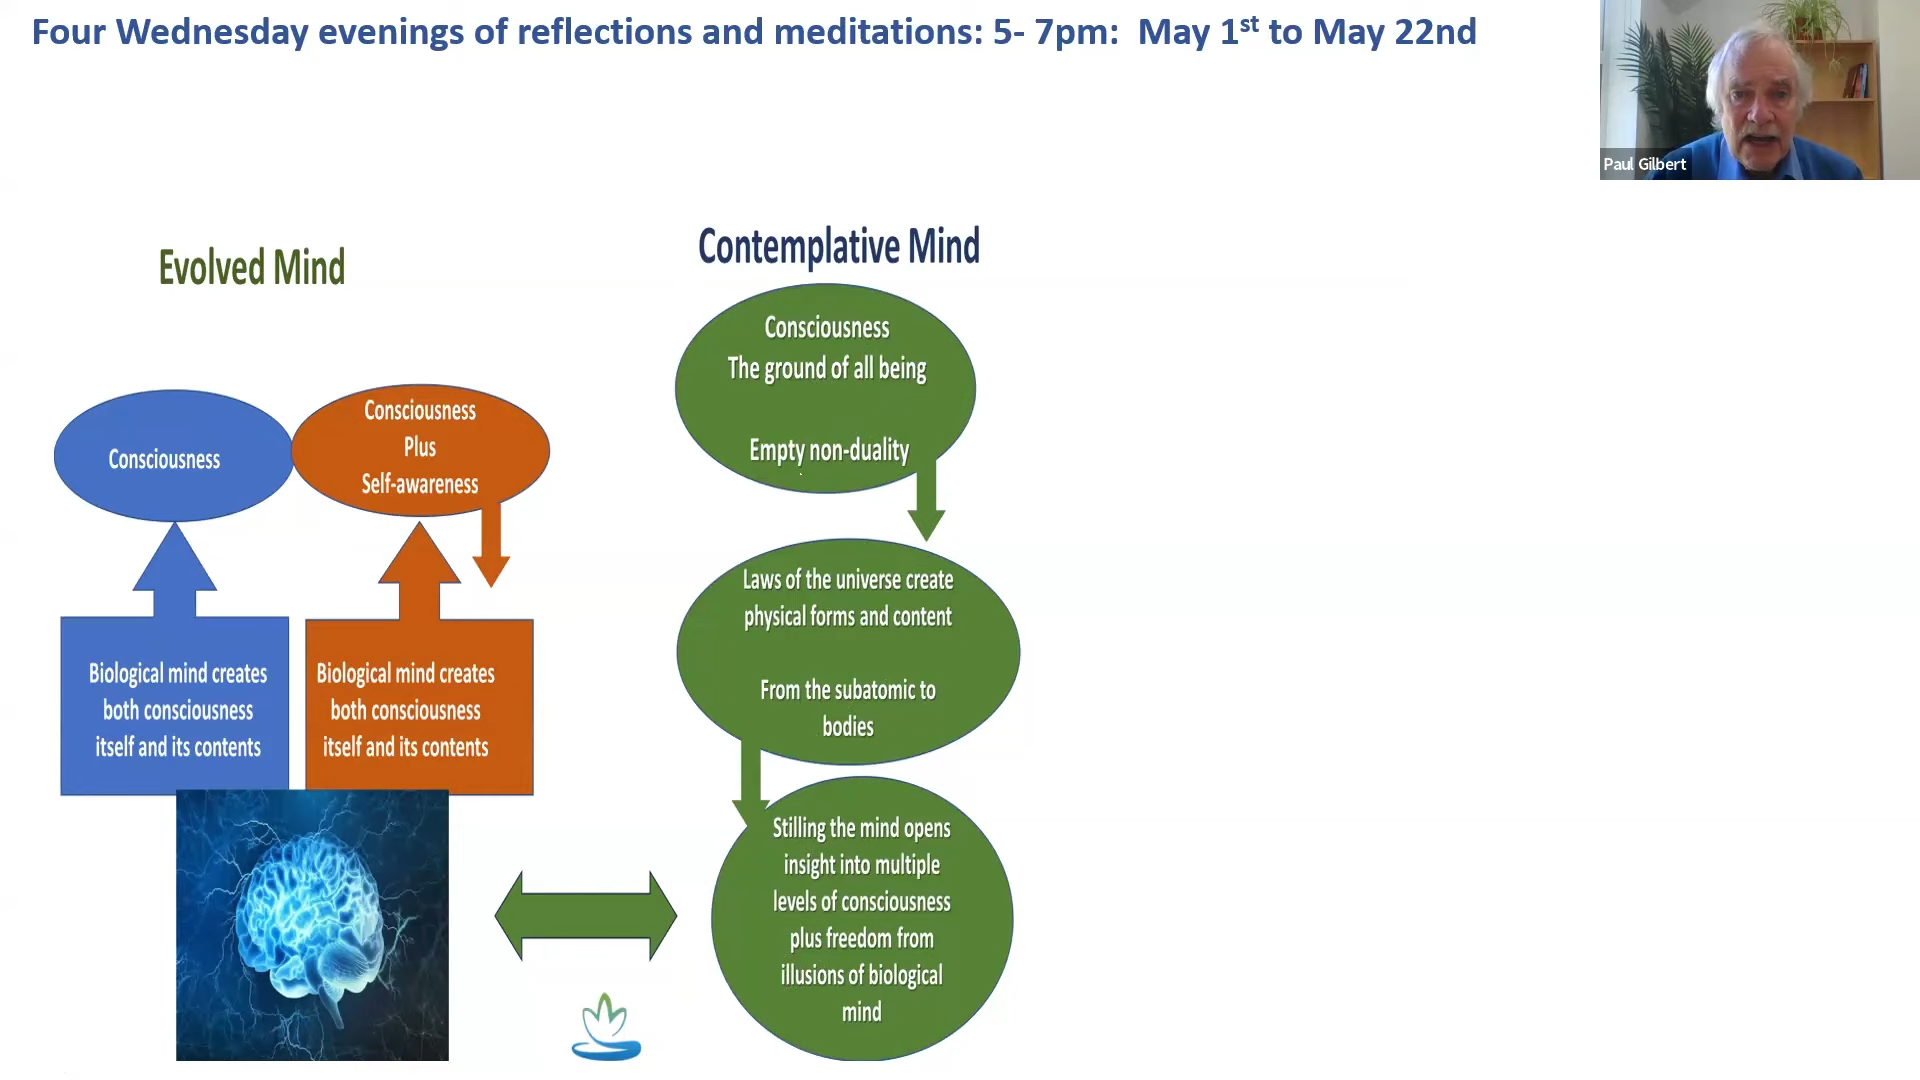 Four Wednesday evenings of reflections and meditations: 5- 7pm:  May 1st to May 22nd
Paul Gilbert
Evolved Mind
Consciousness
Consciousness
Plus
Self-awareness
Biological mind creates
both consciousness
itself and its contents
Biological mind creates
both consciousness
itself and its contents
Contemplative Mind
Consciousness
The ground of all being
Empty non-duality
Laws of the universe create
physical forms and content
From the subatomic to
bodies
Stilling the mind opens
insight into multiple
levels of consciousness
plus freedom from
illusions of biological
mind